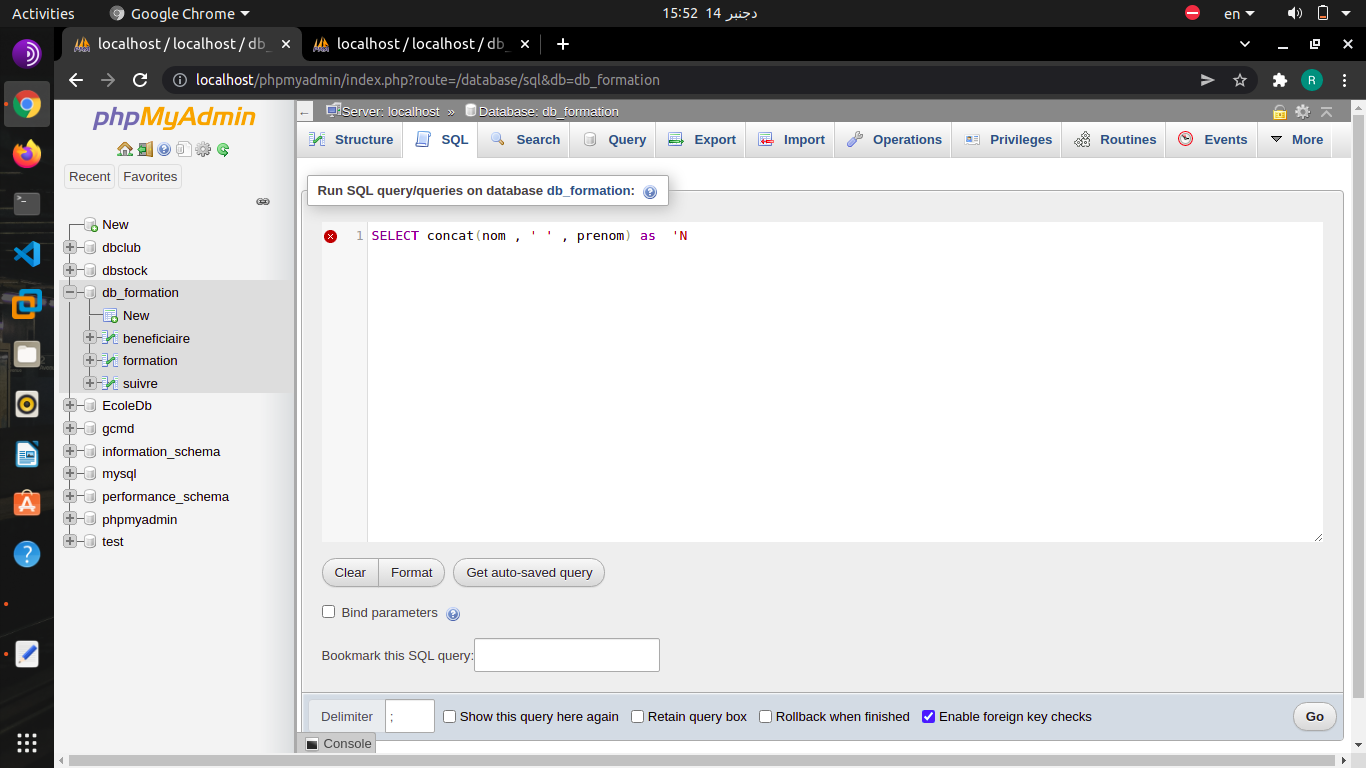 Activities
Google Chrome
15:52 14 دجنبر
en
localhost / localhost / db_
localhost / localhost / db_
localhost/phpmyadmin/index.php?route=/database/sql&db=db_formation
R
phpMyAdmin
Recent
Favorites
New
dbclub
dbstock
db_formation
New
beneficiaire
formation
suivre
EcoleDb
gcmd
information_schema
mysql
performance_schema
phpmyadmin
test
Server: localhost » Database: db_formation
Structure
SQL
Search
Query
Export
Import
Operations
Privileges
Routines
Events
More
Run SQL query/queries on database db_formation:
1 SELECT concat(nom , ' ' , prenom) as  'N
Clear
Format
Get auto-saved query
Bind parameters
Bookmark this SQL query:
Delimiter ;
Show this query here again
Retain query box
Rollback when finished
Enable foreign key checks
Go
Console